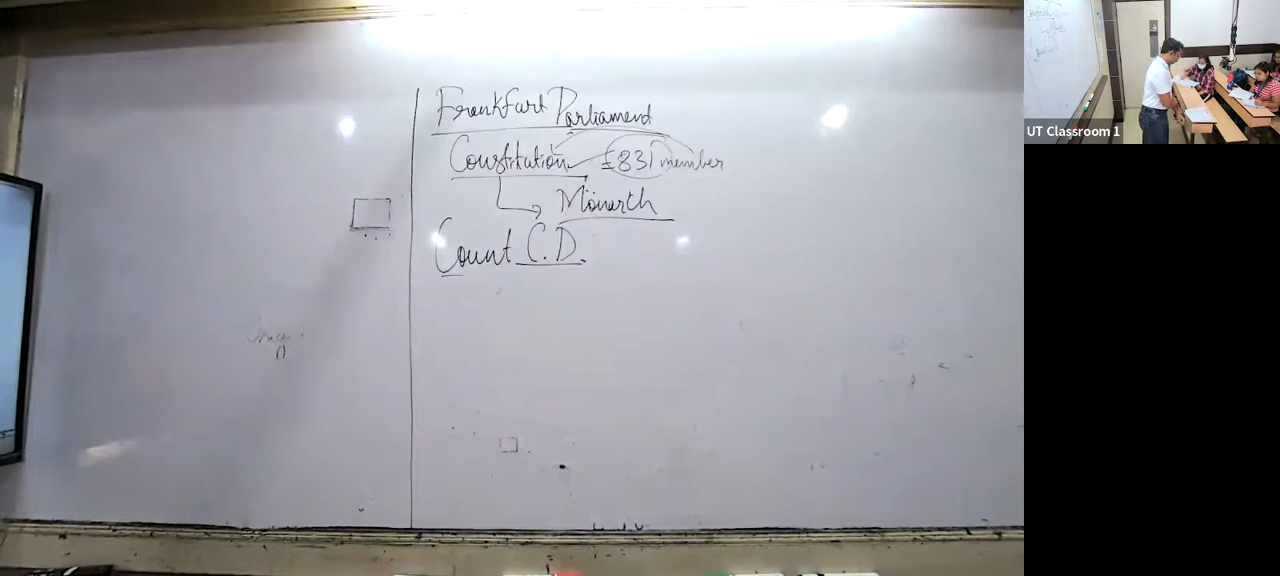 Frankfurt Parliament
Constitution 831 member
Monarch
Count C.D.
UT Classroom 1